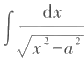 ∫ dx / √(x² − a²)